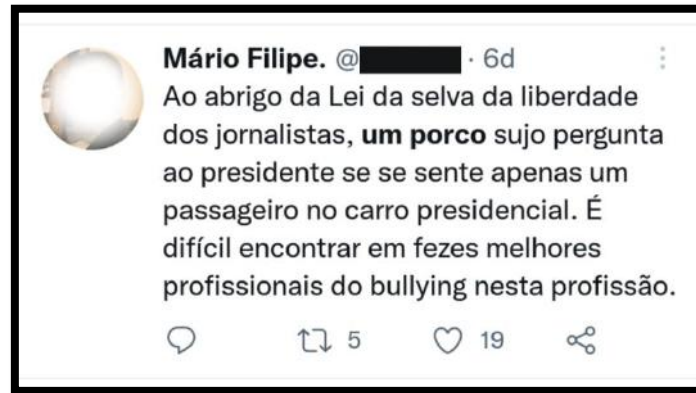 Mário Filipe. @ · 6d
Ao abrigo da Lei da selva da liberdade
dos jornalistas, um porco sujo pergunta
ao presidente se se sente apenas um
passageiro no carro presidencial. É
difícil encontrar em fezes melhores
profissionais do bullying nesta profissão.
5 19